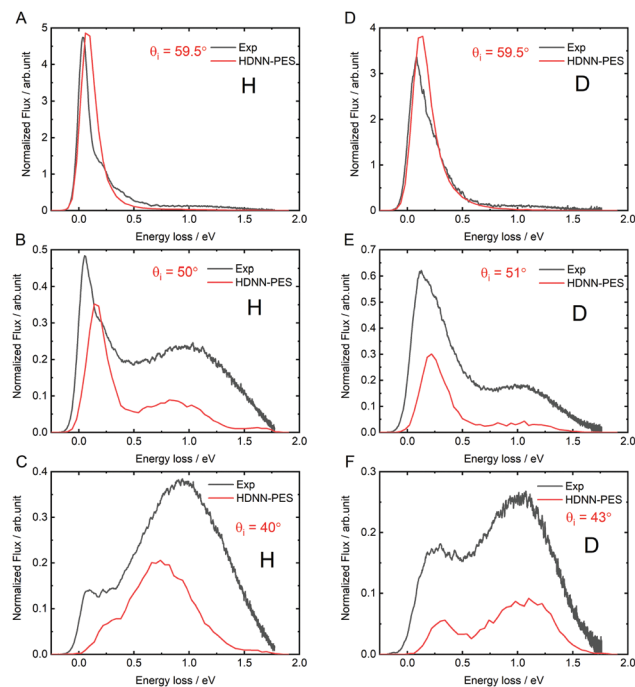 A
θi = 59.5°
Exp
HDNN-PES
H
Normalized Flux / arb.unit
5
4
3
2
1
0
0.0 0.5 1.0 1.5 2.0
Energy loss / eV
D
θi = 59.5°
Exp
HDNN-PES
D
Normalized Flux / arb.unit
4
3
2
1
0
0.0 0.5 1.0 1.5 2.0
Energy loss / eV
B
θi = 50°
Exp
HDNN-PES
H
Normalized Flux / arb.unit
0.5
0.4
0.3
0.2
0.1
0.0
0.0 0.5 1.0 1.5 2.0
Energy loss / eV
E
θi = 51°
Exp
HDNN-PES
D
Normalized Flux / arb.unit
0.7
0.6
0.5
0.4
0.3
0.2
0.1
0.0
0.0 0.5 1.0 1.5 2.0
Energy loss / eV
C
Exp
HDNN-PES
θi = 40°
H
Normalized Flux / arb.unit
0.4
0.3
0.2
0.1
0.0
0.0 0.5 1.0 1.5 2.0
Energy loss / eV
F
Exp
HDNN-PES
θi = 43°
D
Normalized Flux / arb.unit
0.3
0.2
0.1
0.0
0.0 0.5 1.0 1.5 2.0
Energy loss / eV